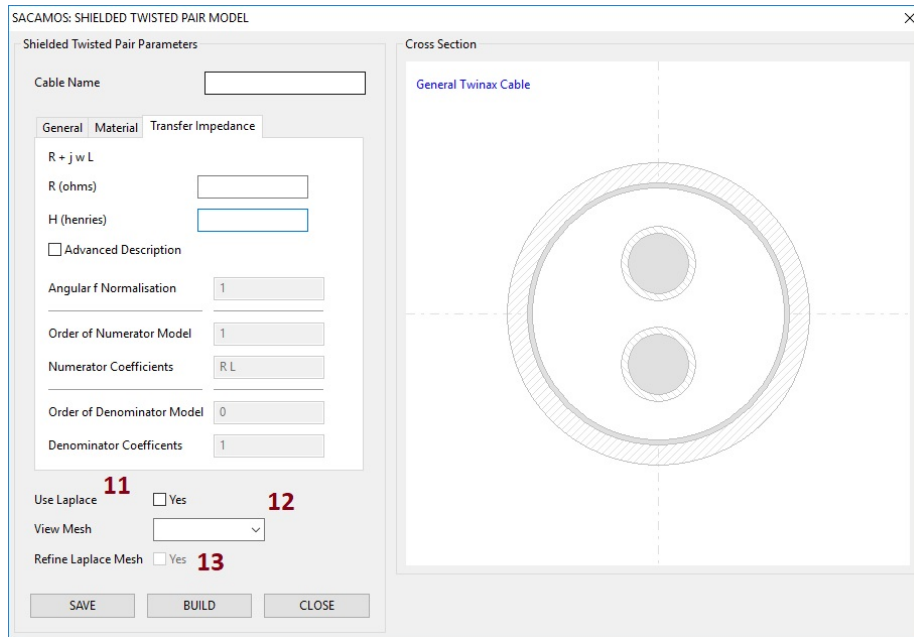 SACAMOS: SHIELDED TWISTED PAIR MODEL
Shielded Twisted Pair Parameters
Cable Name
General Material Transfer Impedance
R + j w L
R (ohms)
H (henries)
Advanced Description
Angular f Normalisation 1
Order of Numerator Model 1
Numerator Coefficients R L
Order of Denominator Model 0
Denominator Coefficents 1
11
Use Laplace Yes 12
View Mesh
Refine Laplace Mesh Yes 13
SAVE BUILD CLOSE
Cross Section
General Twinax Cable